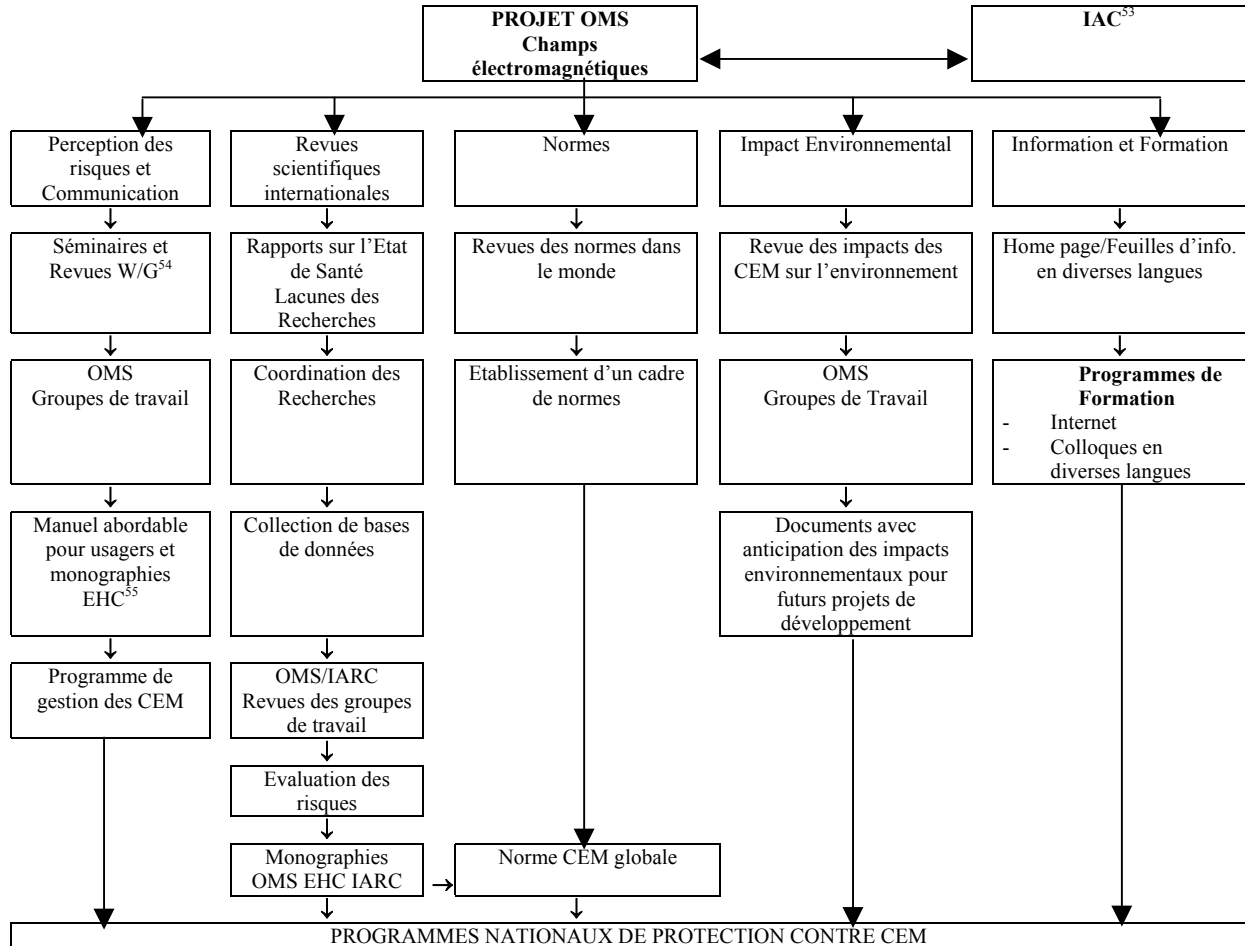 PROJET OMS
Champs
électromagnétiques
IAC53
Perception des
risques et
Communication
Revues
scientifiques
internationales
Normes
Impact Environmental
Information et Formation
Séminaires et
Revues W/G54
Rapports sur l'Etat
de Santé
Lacunes des
Recherches
Revues des normes dans
le monde
Revue des impacts des
CEM sur l'environnement
Home page/Feuilles d'info.
en diverses langues
OMS
Groupes de travail
Coordination des
Recherches
Etablissement d'un cadre
de normes
OMS
Groupes de Travail
Programmes de
Formation
- Internet
- Colloques en
diverses langues
Manuel abordable
pour usagers et
monographies
EHC55
Collection de bases
de données
Documents avec
anticipation des impacts
environnementaux pour
futurs projets de
développement
Programme de
gestion des CEM
OMS/IARC
Revues des groupes
de travail
Evaluation des
risques
Monographies
OMS EHC IARC
Norme CEM globale
PROGRAMMES NATIONAUX DE PROTECTION CONTRE CEM